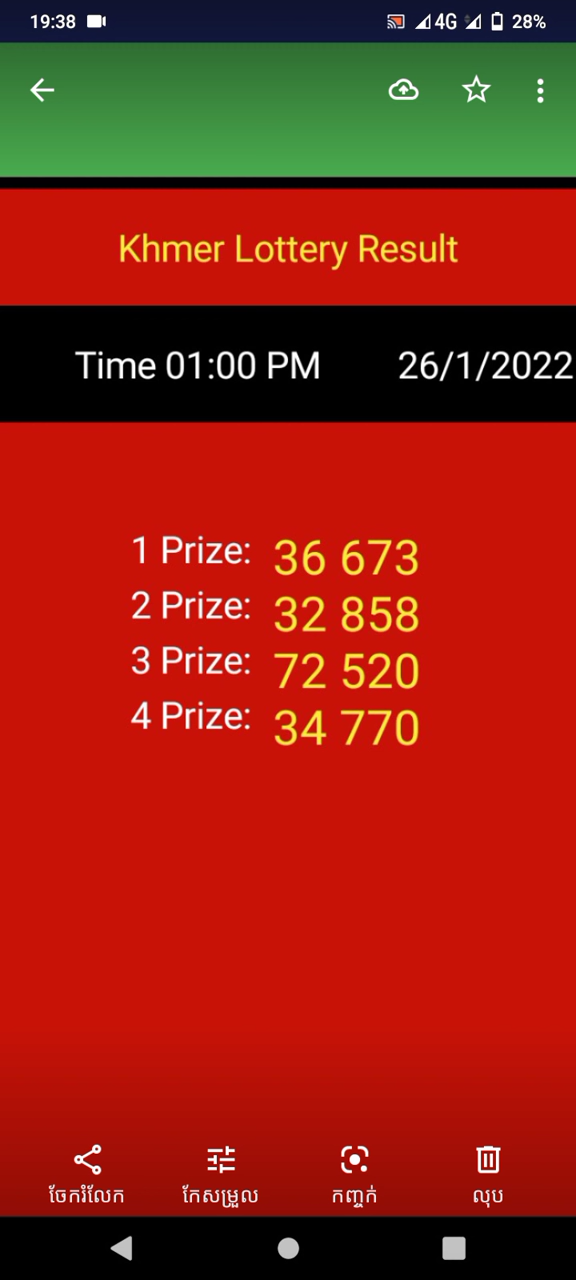 19:38 4G 28%
Khmer Lottery Result
Time 01:00 PM 26/1/2022
1 Prize: 36 673
2 Prize: 32 858
3 Prize: 72 520
4 Prize: 34 770
ចែករំលែក កែសម្រួល កញ្ចក់ លុប